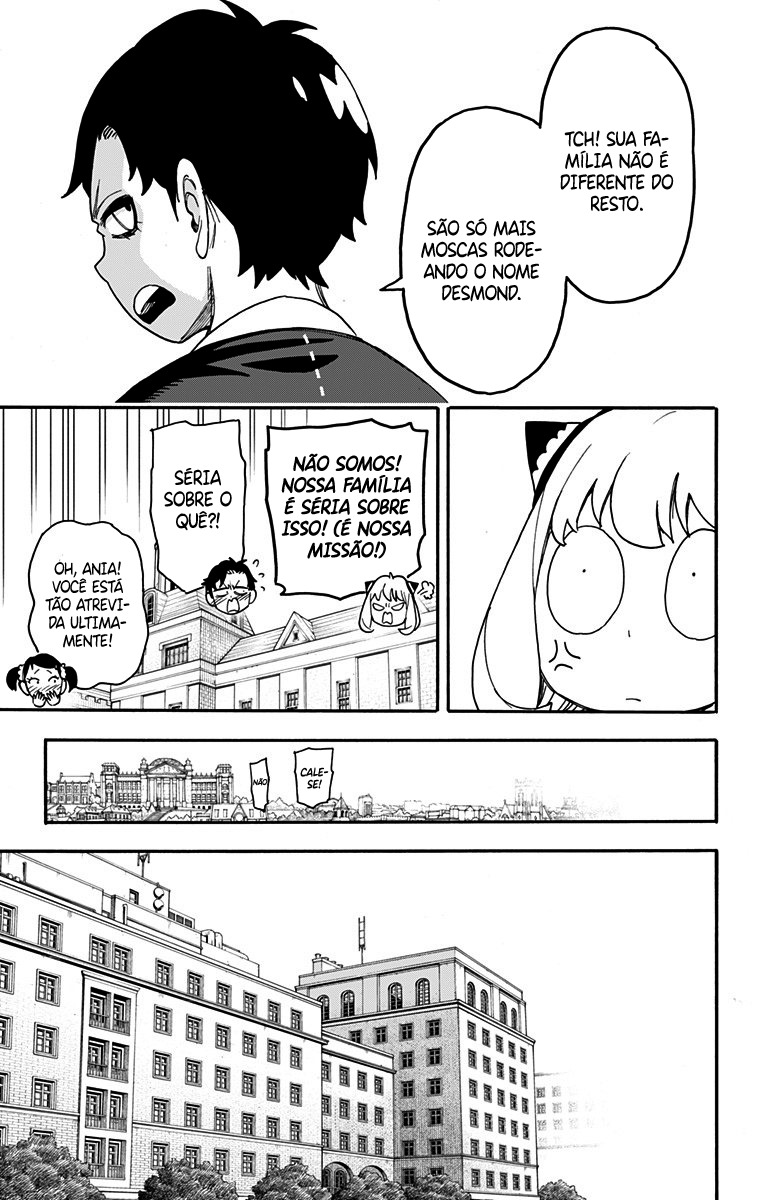 TCH! SUA FA-
MÍLIA NÃO É
DIFERENTE DO
RESTO.
SÃO SÓ MAIS
MOSCAS RODE-
ANDO O NOME
DESMOND.
NÃO SOMOS!
NOSSA FAMÍLIA
É SÉRIA SOBRE
ISSO! (É NOSSA
MISSÃO!)
SÉRIA
SOBRE O
QUÊ?!
OH, ANIA!
VOCÊ ESTÁ
TÃO ATREVI-
DA ULTIMA-
MENTE!
CALE-
SE!
NÃO